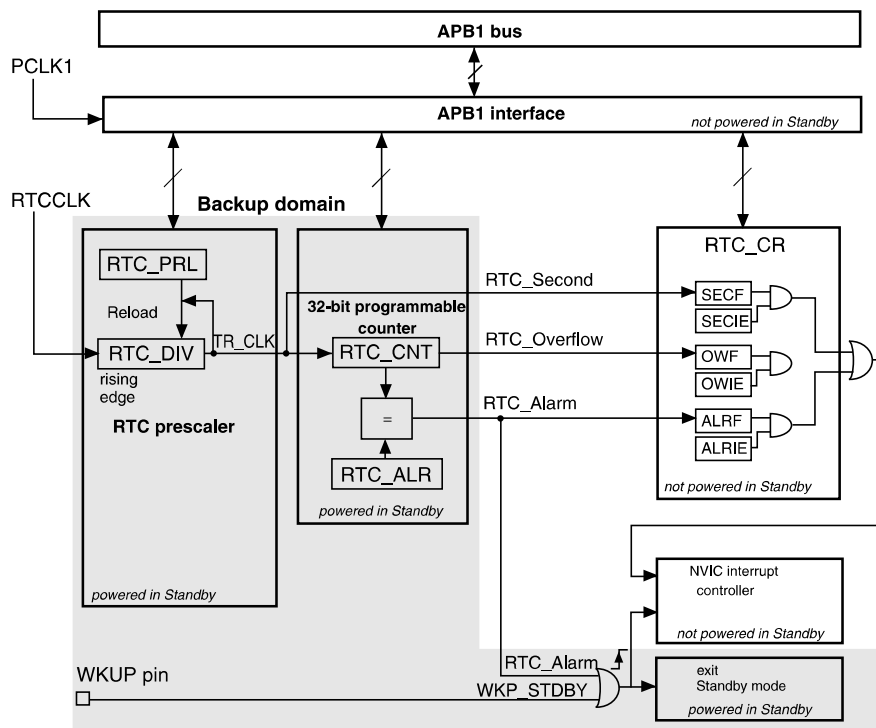 APB1 bus
PCLK1
APB1 interface
not powered in Standby
RTCCLK
Backup domain
RTC_CR
RTC_PRL
RTC_Second
SECF
SECIE
Reload
32-bit programmable
counter
TR_CLK
RTC_Overflow
RTC_DIV
RTC_CNT
OWF
OWIE
rising
edge
RTC_Alarm
RTC prescaler
=
ALRF
ALRIE
RTC_ALR
not powered in Standby
powered in Standby
NVIC interrupt
controller
powered in Standby
not powered in Standby
RTC_Alarm
WKUP pin
WKP_STDBY
exit
Standby mode
powered in Standby